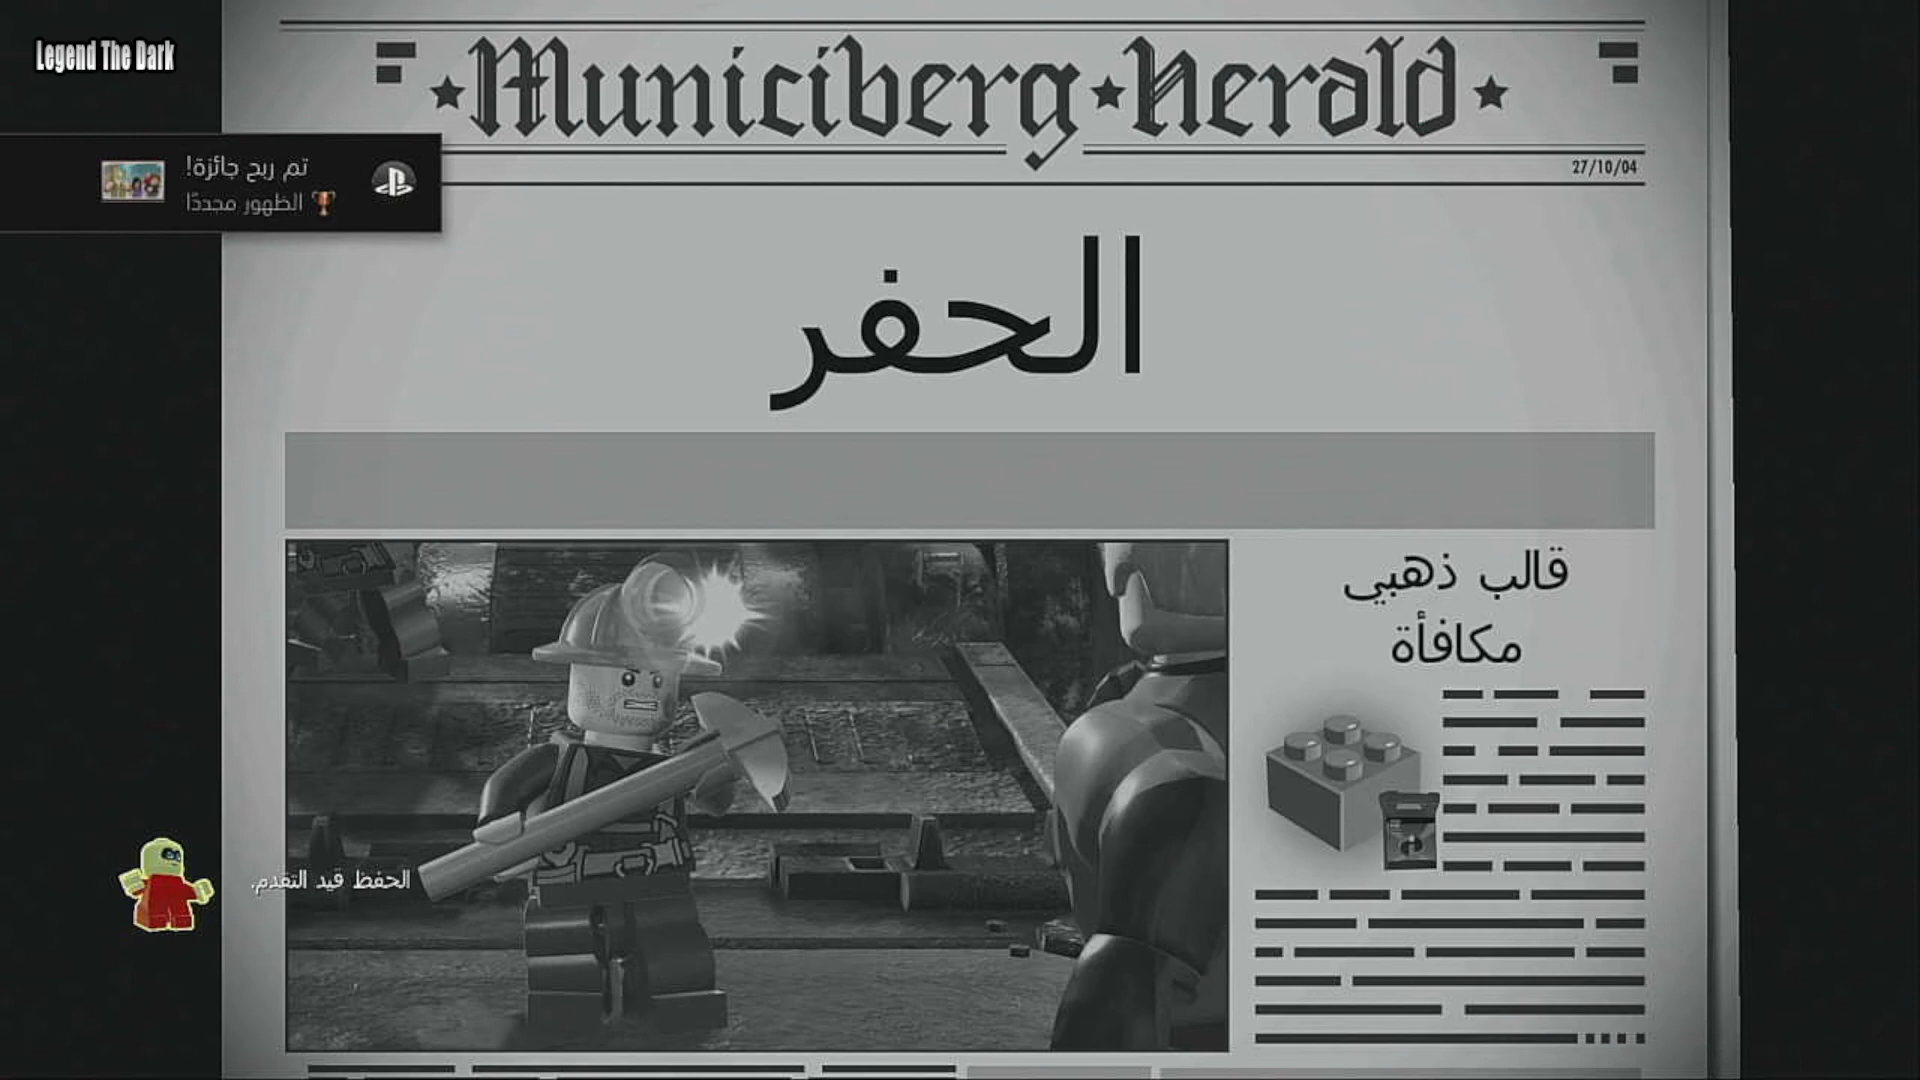 Legend The Dark
Municiberg Herald
27/10/04
تم ربح جائزة!
الظهور مجددًا
الحفر
قالب ذهبي
مكافأة
الحفظ قيد التقدم.